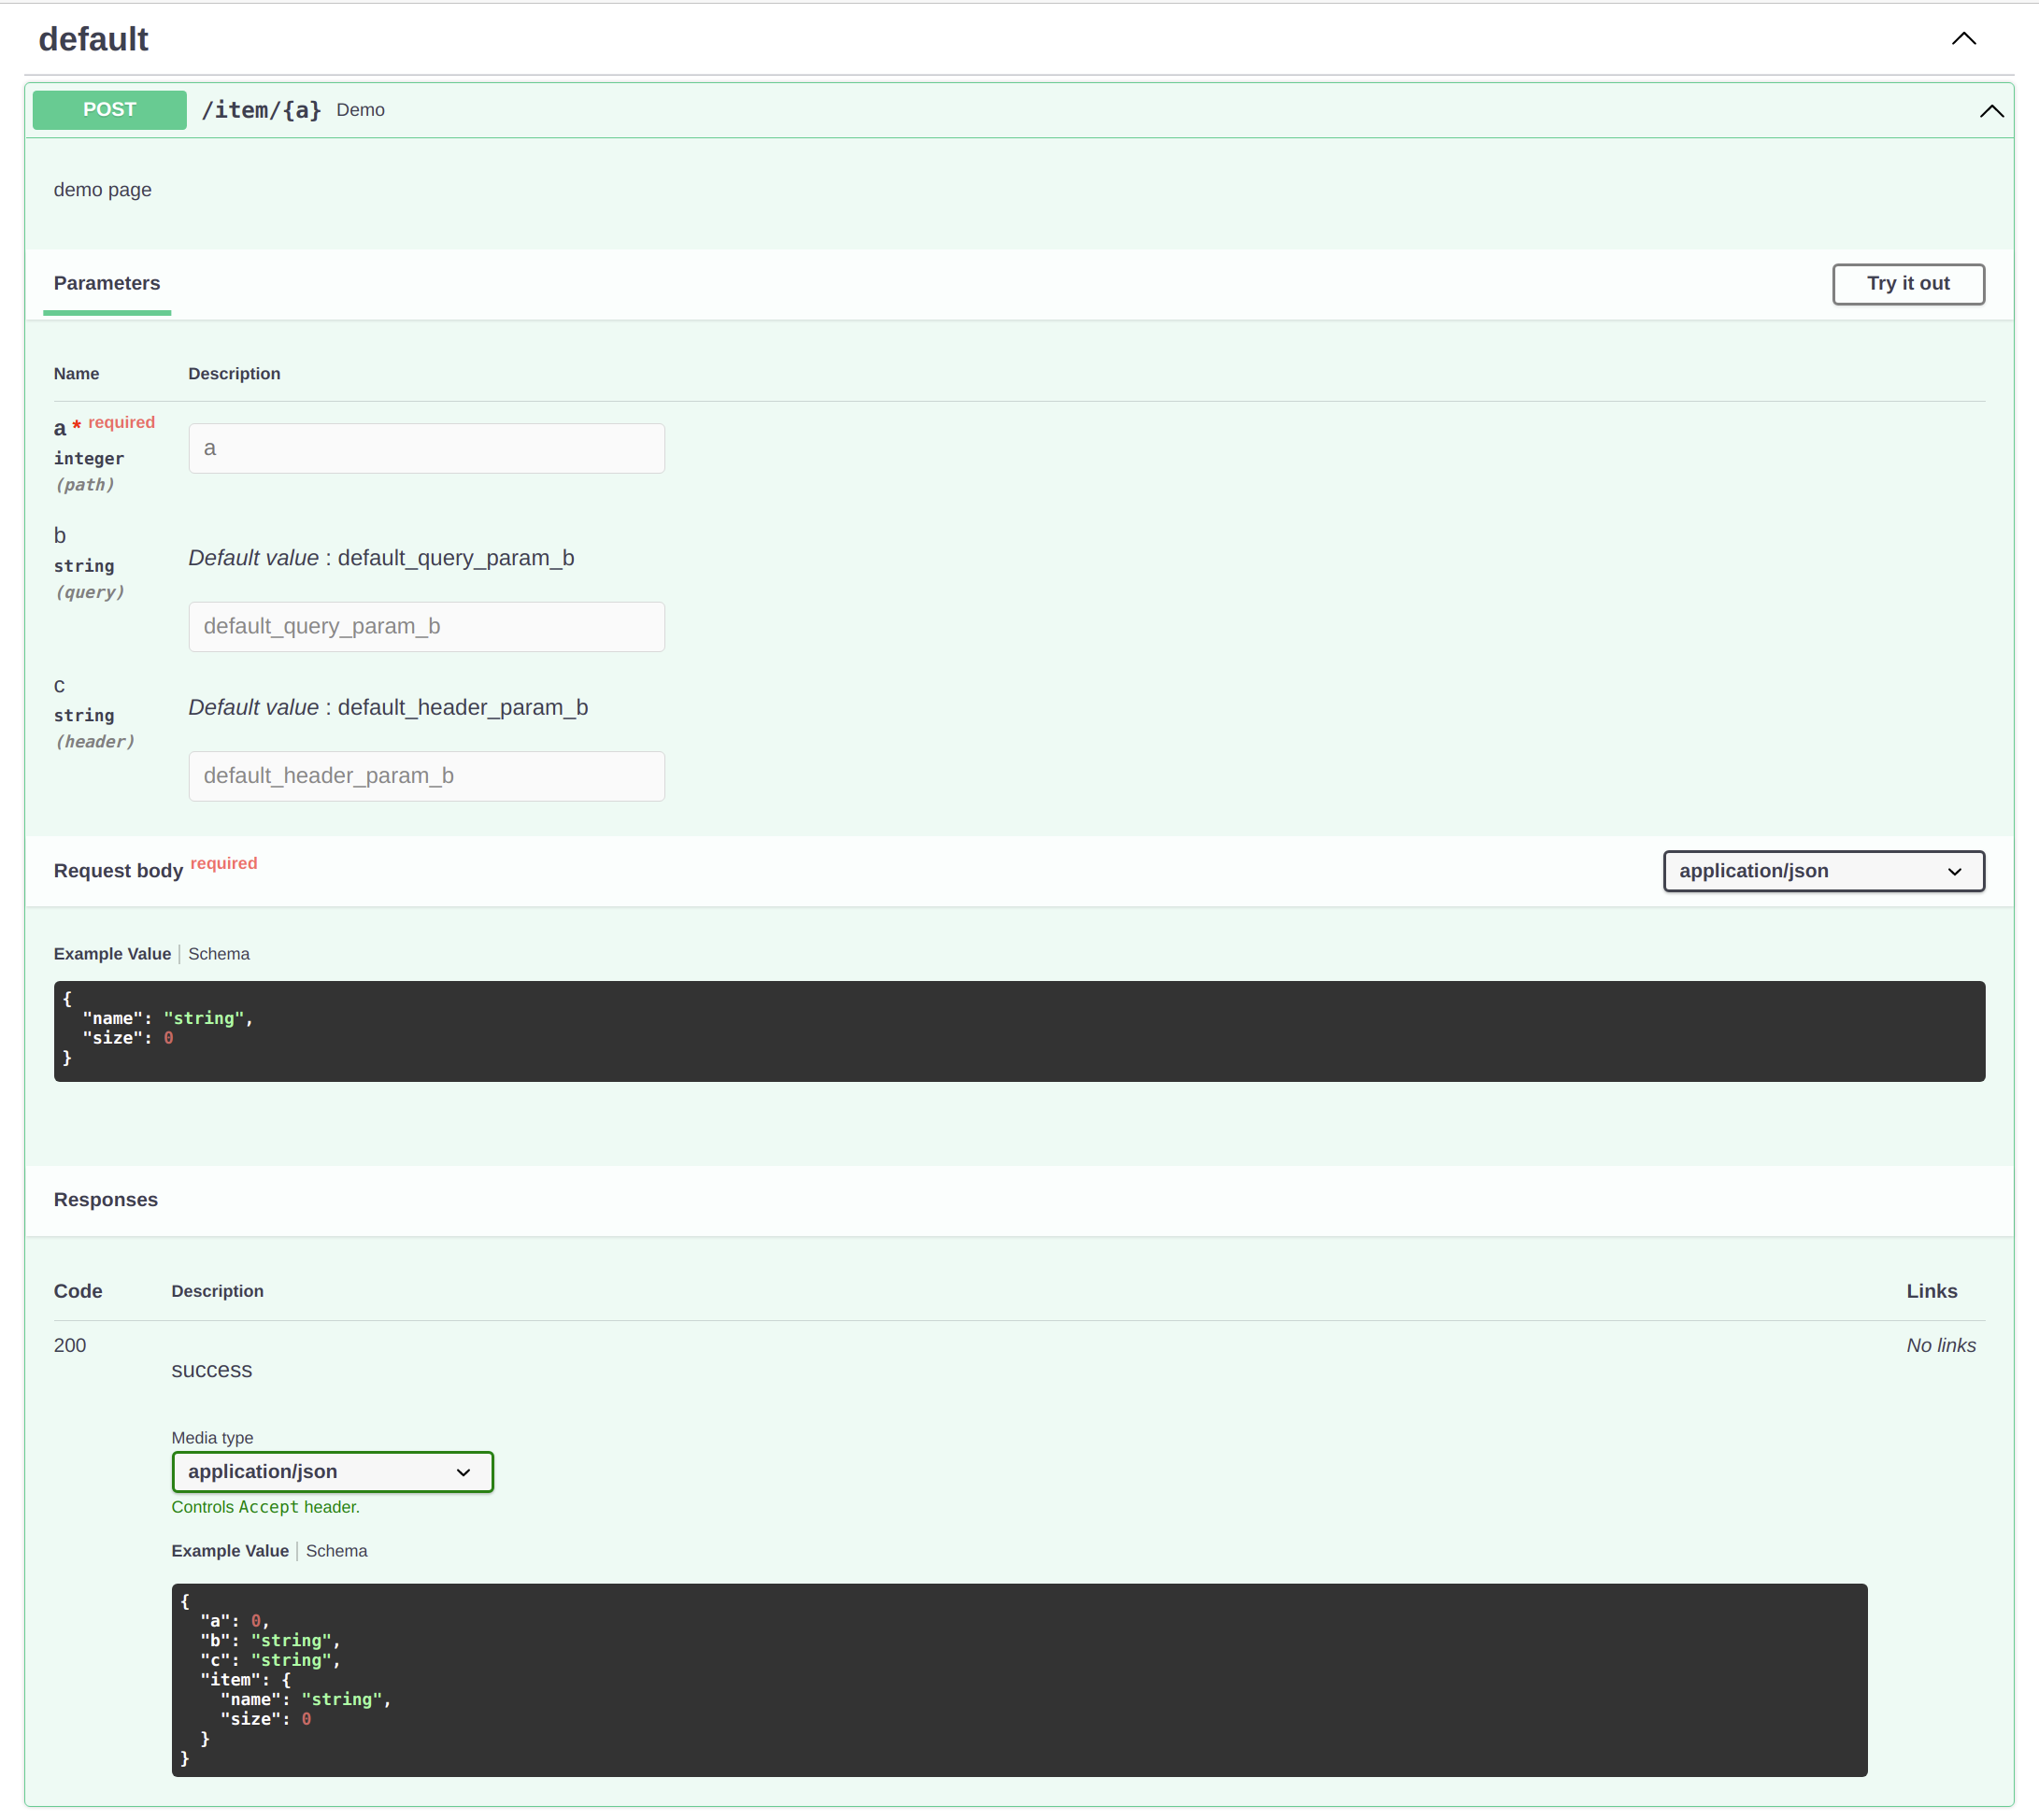 default
POST /item/{a} Demo
demo page
Parameters
Try it out
Name Description
a * required
integer
(path)
a
b
string
(query)
Default value : default_query_param_b
default_query_param_b
c
string
(header)
Default value : default_header_param_b
default_header_param_b
Request body required
application/json
Example Value | Schema
{
  "name": "string",
  "size": 0
}
Responses
Code Description Links
200
success
No links
Media type
application/json
Controls Accept header.
Example Value | Schema
{
  "a": 0,
  "b": "string",
  "c": "string",
  "item": {
    "name": "string",
    "size": 0
  }
}